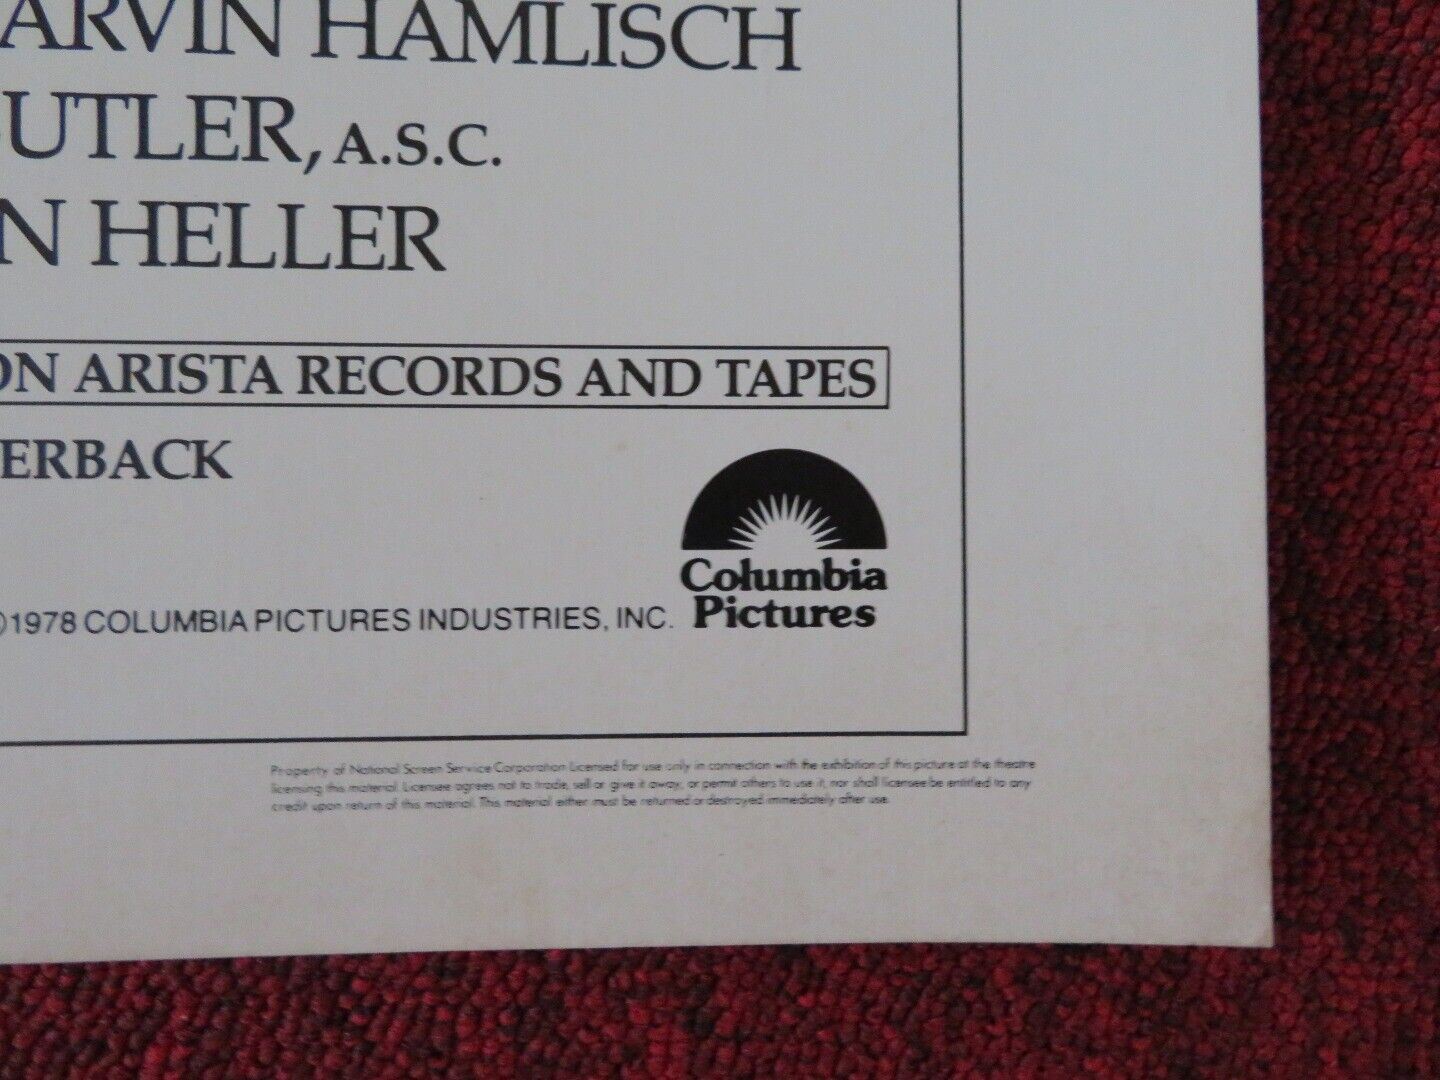 ARVIN HAMLISCH
BUTLER, A.S.C.
N HELLER
ON ARISTA RECORDS AND TAPES
ERBACK
©1978 COLUMBIA PICTURES INDUSTRIES, INC.
Columbia
Pictures
Property of National Screen Service Corporation Licensed for use only in connection with the exhibition of this picture at the theatre
licensing this material. Licensee agrees not to trade, sell or give it away, or permit others to use it, nor shall licensee be entitled to any
credit upon return of this material. This material either must be returned or destroyed immediately after use.